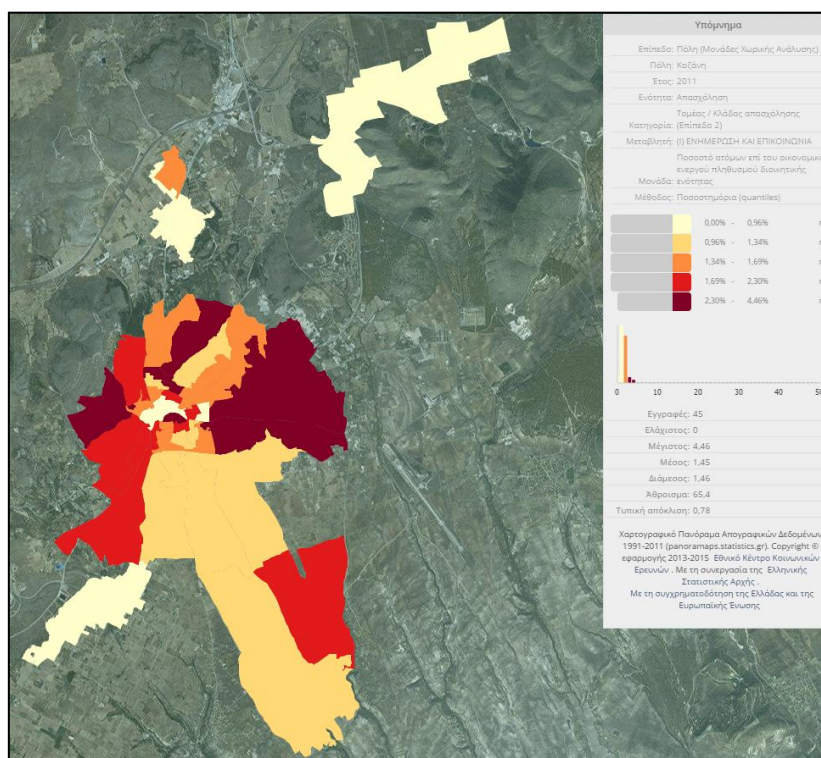 Υπόμνημα
Επίπεδο: Πόλη (Μονάδες Χωρικής Ανάλυσης)
Πόλη: Κοζάνη
Έτος: 2011
Ενότητα: Απασχόληση
Τομέας / Κλάδος απασχόλησης
Κατηγορία: (Επίπεδο 2)
Μεταβλητή: (Ι) ΕΝΗΜΕΡΩΣΗ ΚΑΙ ΕΠΙΚΟΙΝΩΝΙΑ
Ποσοστό ατόμων επί του οικονομικά
ενεργού πληθυσμού διοικητικής
Μονάδα: ενότητας
Μέθοδος: Ποσοστημόρια (quantiles)
0,00% - 0,96%
0,96% - 1,34%
1,34% - 1,69%
1,69% - 2,30%
2,30% - 4,46%
0 10 20 30 40 50
Εγγραφές: 45
Ελάχιστος: 0
Μέγιστος: 4,46
Μέσος: 1,45
Διάμεσος: 1,46
Άθροισμα: 65,4
Τυπική απόκλιση: 0,78
Χαρτογραφικό Πανόραμα Απογραφικών Δεδομένων
1991-2011 (panoramaps.statistics.gr). Copyright ©
εφαρμογής 2013-2015 Εθνικό Κέντρο Κοινωνικών
Ερευνών . Με τη συνεργασία της Ελληνικής
Στατιστικής Αρχής .
Με τη συγχρηματοδότηση της Ελλάδας και της
Ευρωπαϊκής Ένωσης